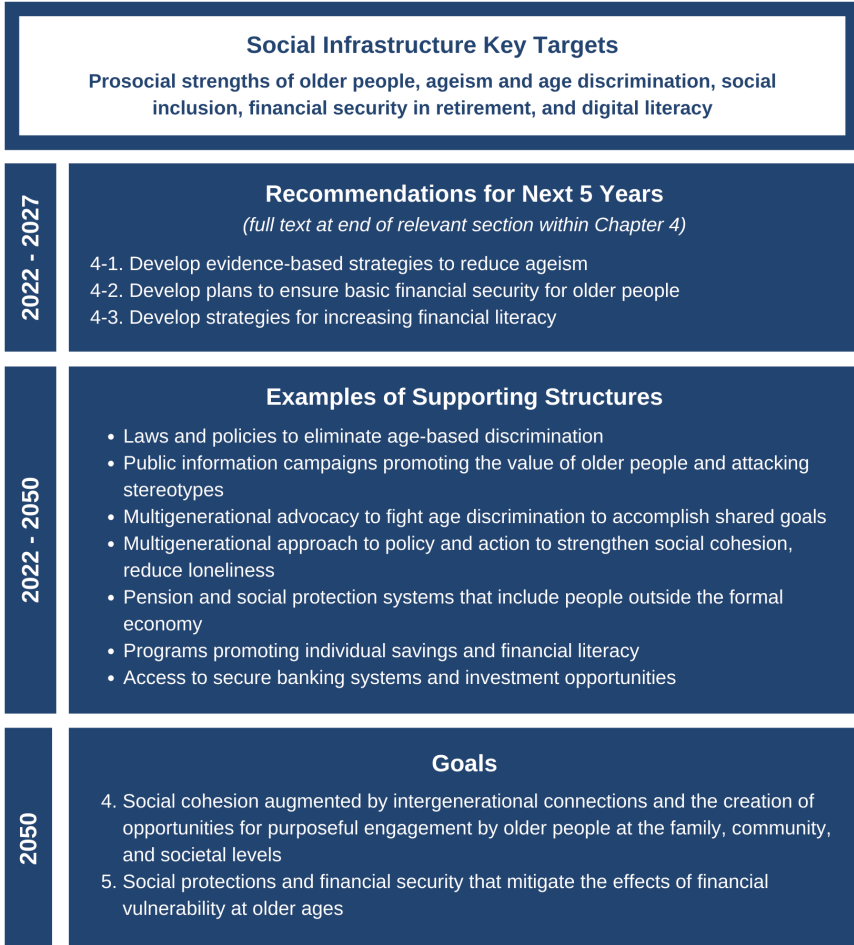 Social Infrastructure Key Targets
Prosocial strengths of older people, ageism and age discrimination, social
inclusion, financial security in retirement, and digital literacy
2022 - 2027
Recommendations for Next 5 Years
(full text at end of relevant section within Chapter 4)
4-1. Develop evidence-based strategies to reduce ageism
4-2. Develop plans to ensure basic financial security for older people
4-3. Develop strategies for increasing financial literacy
2022 - 2050
Examples of Supporting Structures
• Laws and policies to eliminate age-based discrimination
• Public information campaigns promoting the value of older people and attacking
stereotypes
• Multigenerational advocacy to fight age discrimination to accomplish shared goals
• Multigenerational approach to policy and action to strengthen social cohesion,
reduce loneliness
• Pension and social protection systems that include people outside the formal
economy
• Programs promoting individual savings and financial literacy
• Access to secure banking systems and investment opportunities
2050
Goals
4. Social cohesion augmented by intergenerational connections and the creation of
opportunities for purposeful engagement by older people at the family, community,
and societal levels
5. Social protections and financial security that mitigate the effects of financial
vulnerability at older ages